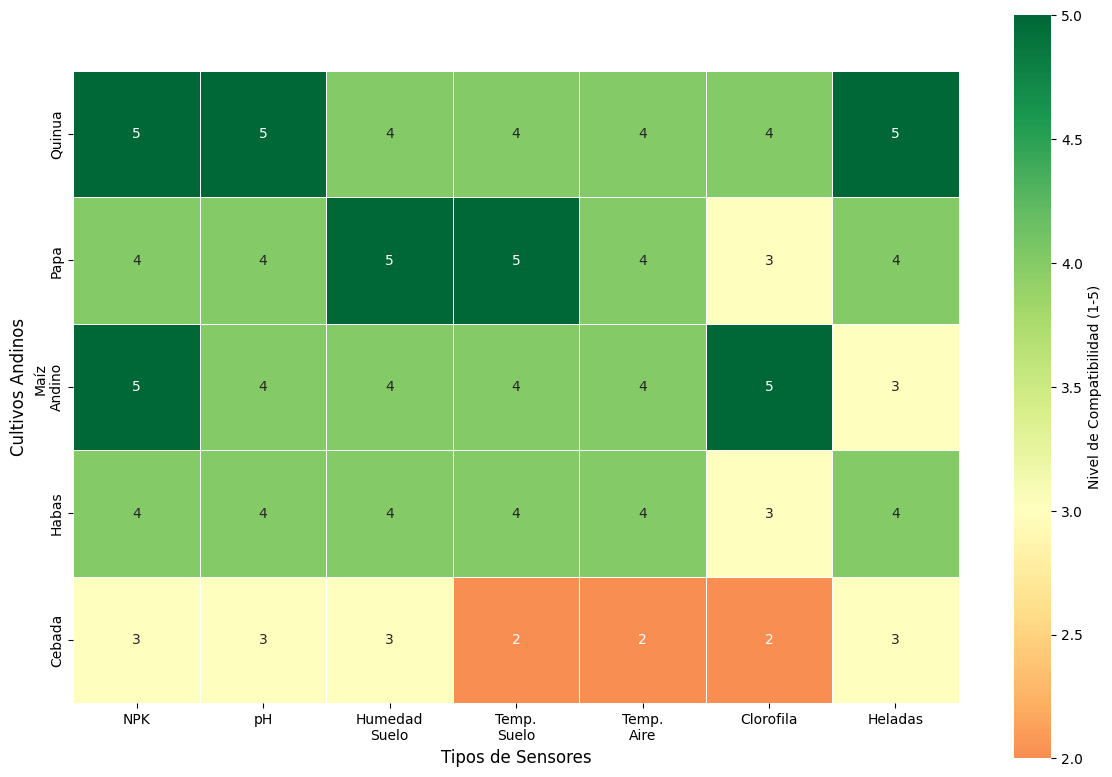 Cultivos Andinos
Quinua
5 5 4 4 4 4 5
Papa
4 4 5 5 4 3 4
Maíz
Andino
5 4 4 4 4 5 3
Habas
4 4 4 4 4 3 4
Cebada
3 3 3 2 2 2 3
NPK
pH
Humedad
Suelo
Temp.
Suelo
Temp.
Aire
Clorofila
Heladas
Tipos de Sensores
5.0
4.5
4.0
3.5
3.0
2.5
2.0
Nivel de Compatibilidad (1-5)